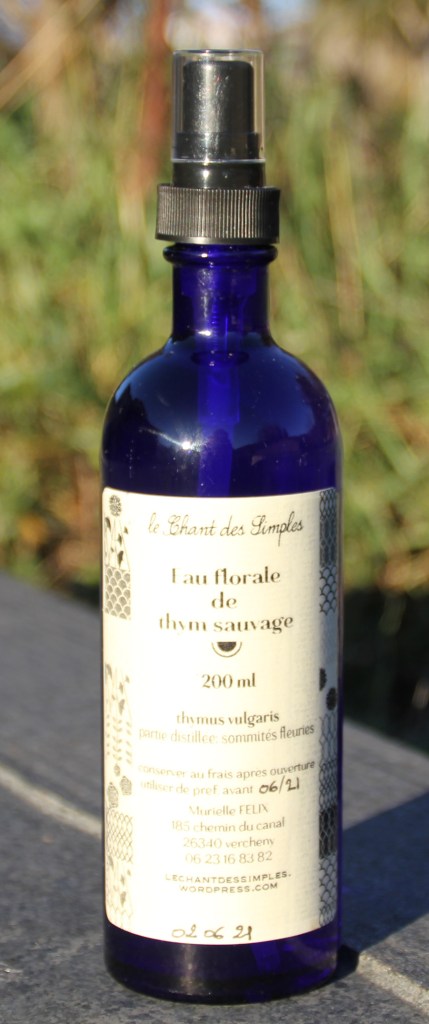 le Chant des Simples
Eau florale
de
thym sauvage
200 ml
thymus vulgaris
partie distillée: sommités fleuries
conserver au frais apres ouverture
utiliser de pref. avant 06/21
Murielle FELIX
185 chemin du canal
26340 vercheny
06 23 16 83 82
LECHANTDESSIMPLES.
WORDPRESS.COM
02 06 21